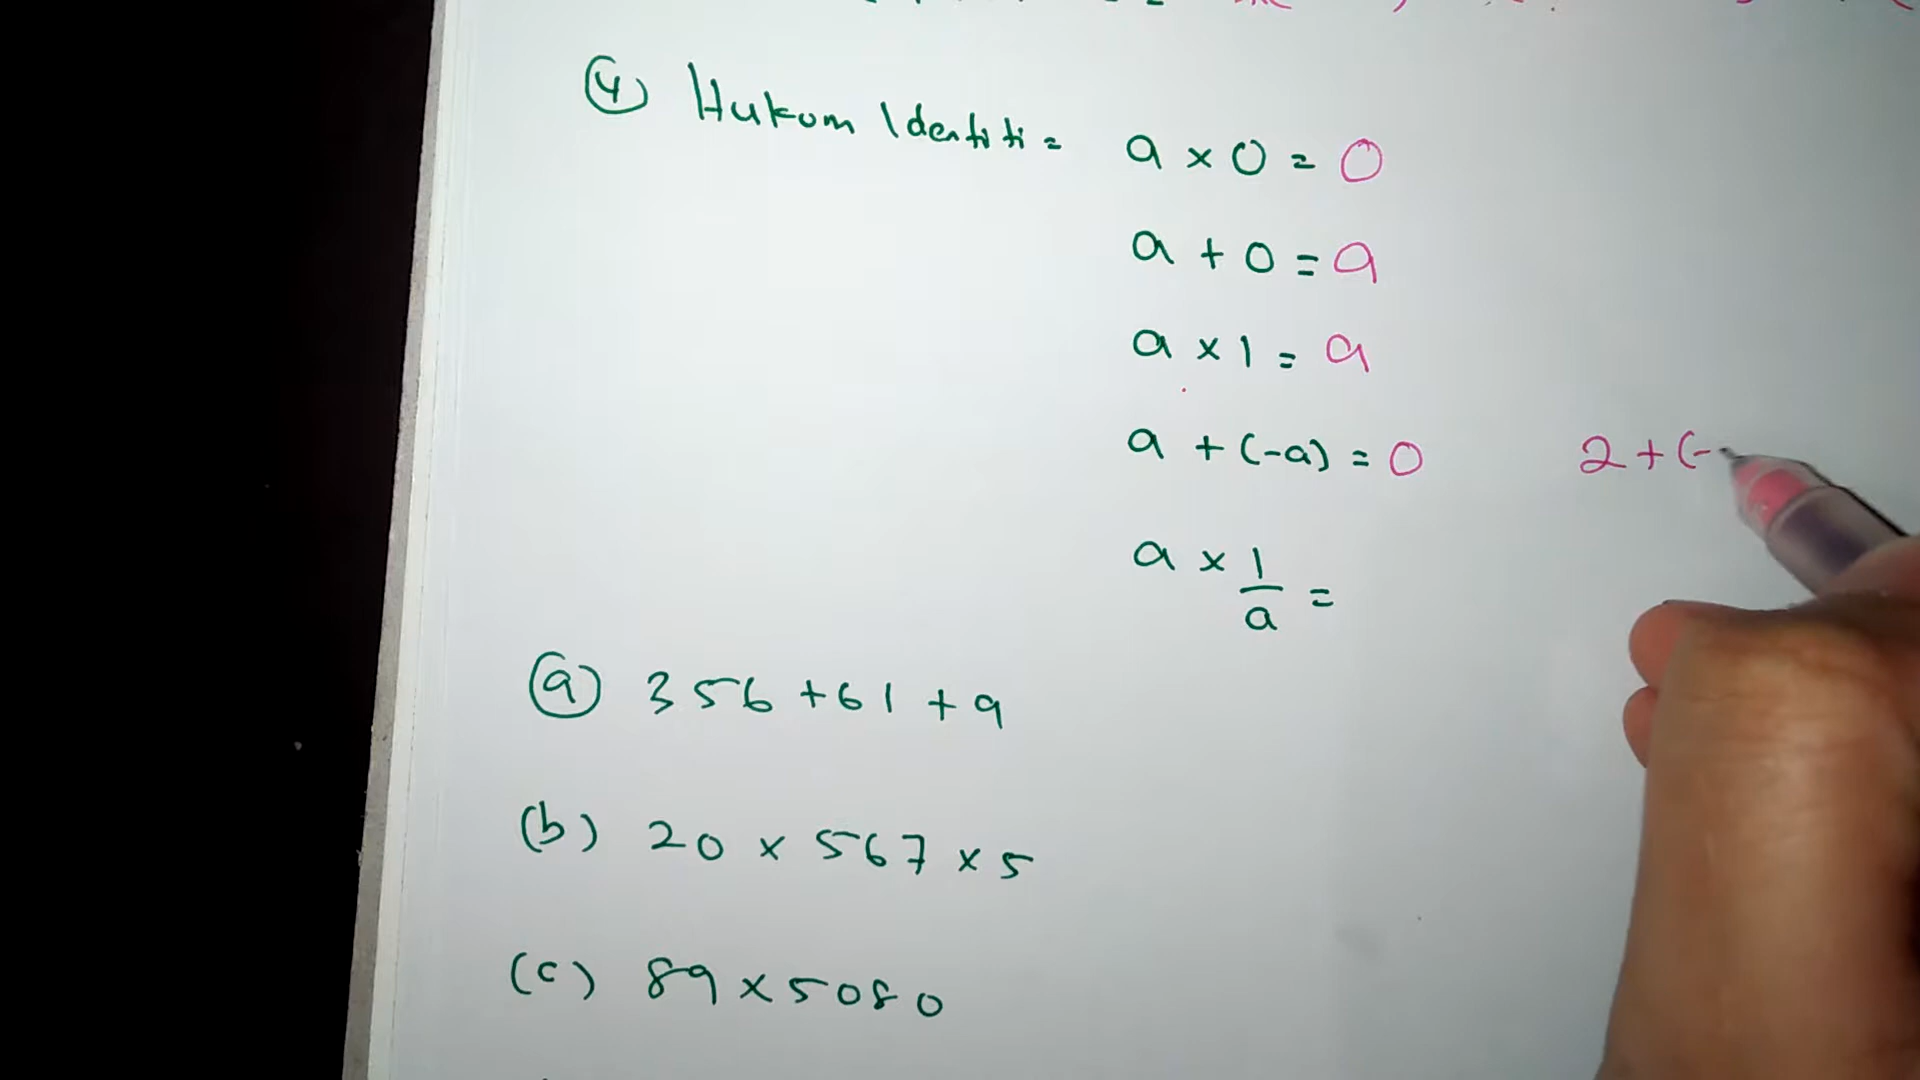 ④ Hukum Identiti = a × 0 = 0
a + 0 = a
a × 1 = a
a + (-a) = 0 2 + (-
a × 1/a =
ⓐ 356 + 61 + 9
(b) 20 × 567 × 5
(c) 89 × 5080